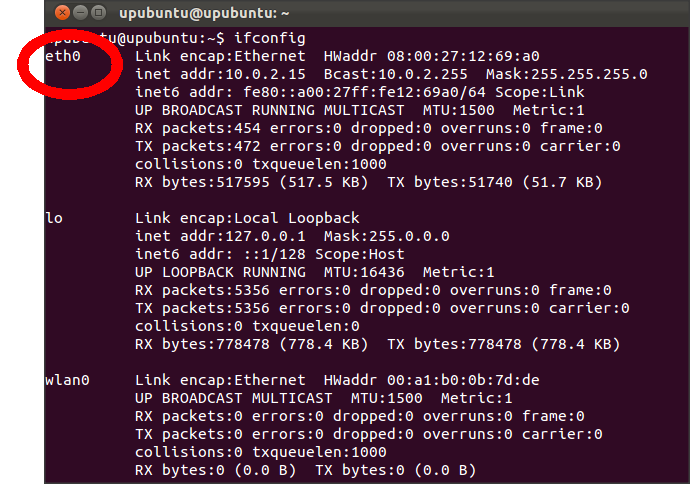 upubuntu@upubuntu: ~
upubuntu@upubuntu:~$ ifconfig
eth0 Link encap:Ethernet HWaddr 08:00:27:12:69:a0
inet addr:10.0.2.15 Bcast:10.0.2.255 Mask:255.255.255.0
inet6 addr: fe80::a00:27ff:fe12:69a0/64 Scope:Link
UP BROADCAST RUNNING MULTICAST MTU:1500 Metric:1
RX packets:454 errors:0 dropped:0 overruns:0 frame:0
TX packets:472 errors:0 dropped:0 overruns:0 carrier:0
collisions:0 txqueuelen:1000
RX bytes:517595 (517.5 KB) TX bytes:51740 (51.7 KB)
lo Link encap:Local Loopback
inet addr:127.0.0.1 Mask:255.0.0.0
inet6 addr: ::1/128 Scope:Host
UP LOOPBACK RUNNING MTU:16436 Metric:1
RX packets:5356 errors:0 dropped:0 overruns:0 frame:0
TX packets:5356 errors:0 dropped:0 overruns:0 carrier:0
collisions:0 txqueuelen:0
RX bytes:778478 (778.4 KB) TX bytes:778478 (778.4 KB)
wlan0 Link encap:Ethernet HWaddr 00:a1:b0:0b:7d:de
UP BROADCAST MULTICAST MTU:1500 Metric:1
RX packets:0 errors:0 dropped:0 overruns:0 frame:0
TX packets:0 errors:0 dropped:0 overruns:0 carrier:0
collisions:0 txqueuelen:1000
RX bytes:0 (0.0 B) TX bytes:0 (0.0 B)